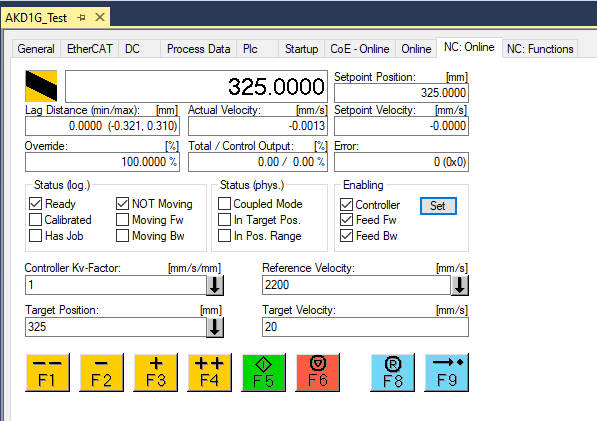 AKD1G_Test
General EtherCAT DC Process Data Plc Startup CoE - Online Online NC: Online NC: Functions
325.0000
Setpoint Position: [mm]
325.0000
Lag Distance (min/max): [mm] Actual Velocity: [mm/s] Setpoint Velocity: [mm/s]
0.0000 (-0.321, 0.310) -0.0013 -0.0000
Override: [%] Total / Control Output: [%] Error:
100.0000 % 0.00 / 0.00 % 0 (0x0)
Status (log.) Status (phys.) Enabling
Ready NOT Moving Coupled Mode Controller Set
Calibrated Moving Fw In Target Pos. Feed Fw
Has Job Moving Bw In Pos. Range Feed Bw
Controller Kv-Factor: [mm/s/mm] Reference Velocity: [mm/s]
1 2200
Target Position: [mm] Target Velocity: [mm/s]
325 20
-- - + ++ I R
F1 F2 F3 F4 F5 F6 F8 F9